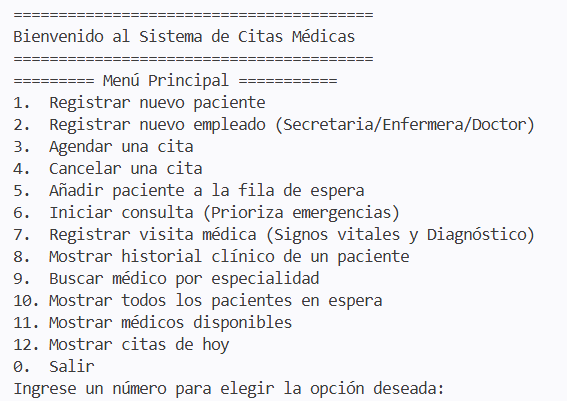 ========================================
Bienvenido al Sistema de Citas Médicas
========================================
========= Menú Principal ===========
1.  Registrar nuevo paciente
2.  Registrar nuevo empleado (Secretaria/Enfermera/Doctor)
3.  Agendar una cita
4.  Cancelar una cita
5.  Añadir paciente a la fila de espera
6.  Iniciar consulta (Prioriza emergencias)
7.  Registrar visita médica (Signos vitales y Diagnóstico)
8.  Mostrar historial clínico de un paciente
9.  Buscar médico por especialidad
10. Mostrar todos los pacientes en espera
11. Mostrar médicos disponibles
12. Mostrar citas de hoy
0.  Salir
Ingrese un número para elegir la opción deseada: